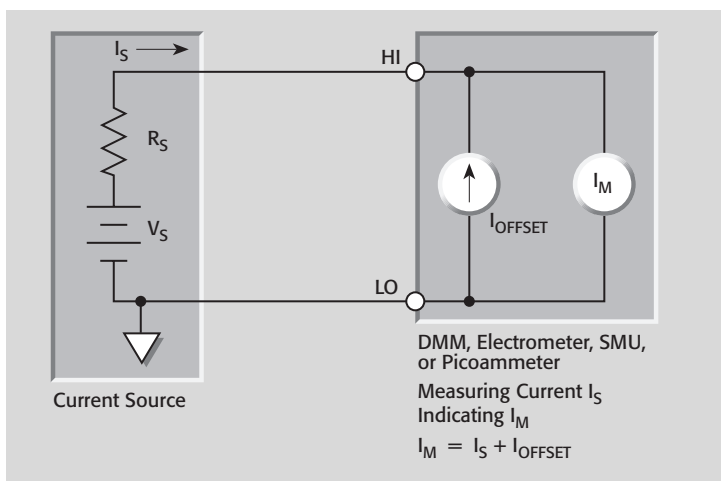 IS
HI
RS
IM
IOFFSET
VS
LO
DMM, Electrometer, SMU,
or Picoammeter
Measuring Current IS
Indicating IM
IM = IS + IOFFSET
Current Source